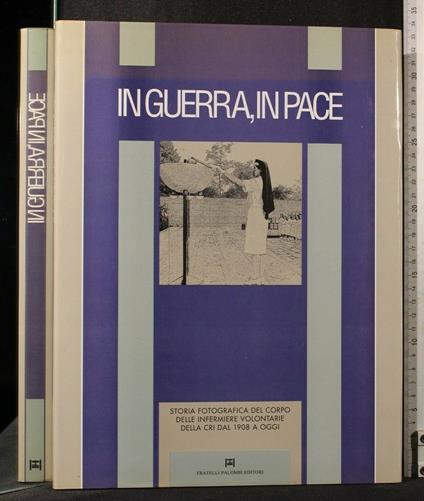 IN GUERRA, IN PACE
IN GUERRA, IN PACE
STORIA FOTOGRAFICA DEL CORPO
DELLE INFERMIERE VOLONTARIE
DELLA CRI DAL 1908 A OGGI
FRATELLI PALOMBI EDITORI